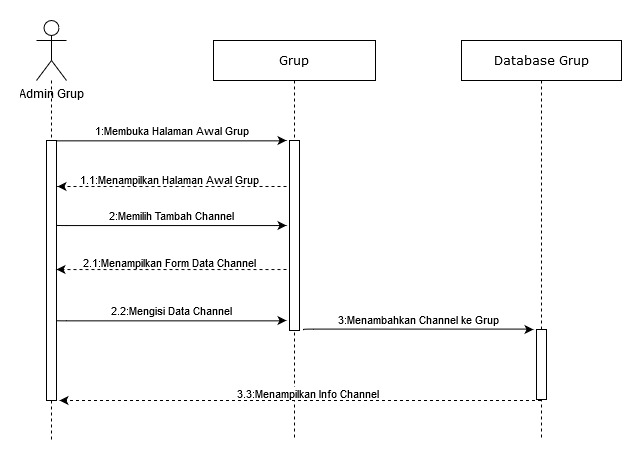 Grup
Database Grup
Admin Grup
1:Membuka Halaman Awal Grup
1.1:Menampilkan Halaman Awal Grup
2:Memilih Tambah Channel
2.1:Menampilkan Form Data Channel
2.2:Mengisi Data Channel
3:Menambahkan Channel ke Grup
3.3:Menampilkan Info Channel